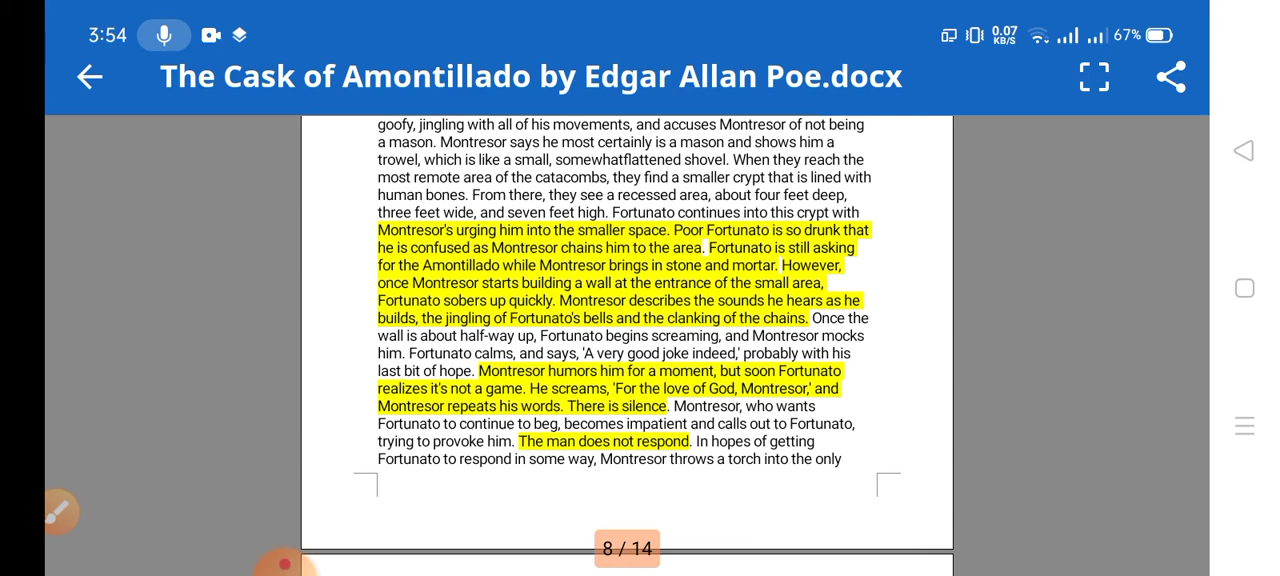 3:54
0.07
KB/S
67%
The Cask of Amontillado by Edgar Allan Poe.docx
goofy, jingling with all of his movements, and accuses Montresor of not being
a mason. Montresor says he most certainly is a mason and shows him a
trowel, which is like a small, somewhatflattened shovel. When they reach the
most remote area of the catacombs, they find a smaller crypt that is lined with
human bones. From there, they see a recessed area, about four feet deep,
three feet wide, and seven feet high. Fortunato continues into this crypt with
Montresor's urging him into the smaller space. Poor Fortunato is so drunk that
he is confused as Montresor chains him to the area. Fortunato is still asking
for the Amontillado while Montresor brings in stone and mortar. However,
once Montresor starts building a wall at the entrance of the small area,
Fortunato sobers up quickly. Montresor describes the sounds he hears as he
builds, the jingling of Fortunato's bells and the clanking of the chains. Once the
wall is about half-way up, Fortunato begins screaming, and Montresor mocks
him. Fortunato calms, and says, 'A very good joke indeed,' probably with his
last bit of hope. Montresor humors him for a moment, but soon Fortunato
realizes it's not a game. He screams, 'For the love of God, Montresor,' and
Montresor repeats his words. There is silence. Montresor, who wants
Fortunato to continue to beg, becomes impatient and calls out to Fortunato,
trying to provoke him. The man does not respond. In hopes of getting
Fortunato to respond in some way, Montresor throws a torch into the only
8 / 14